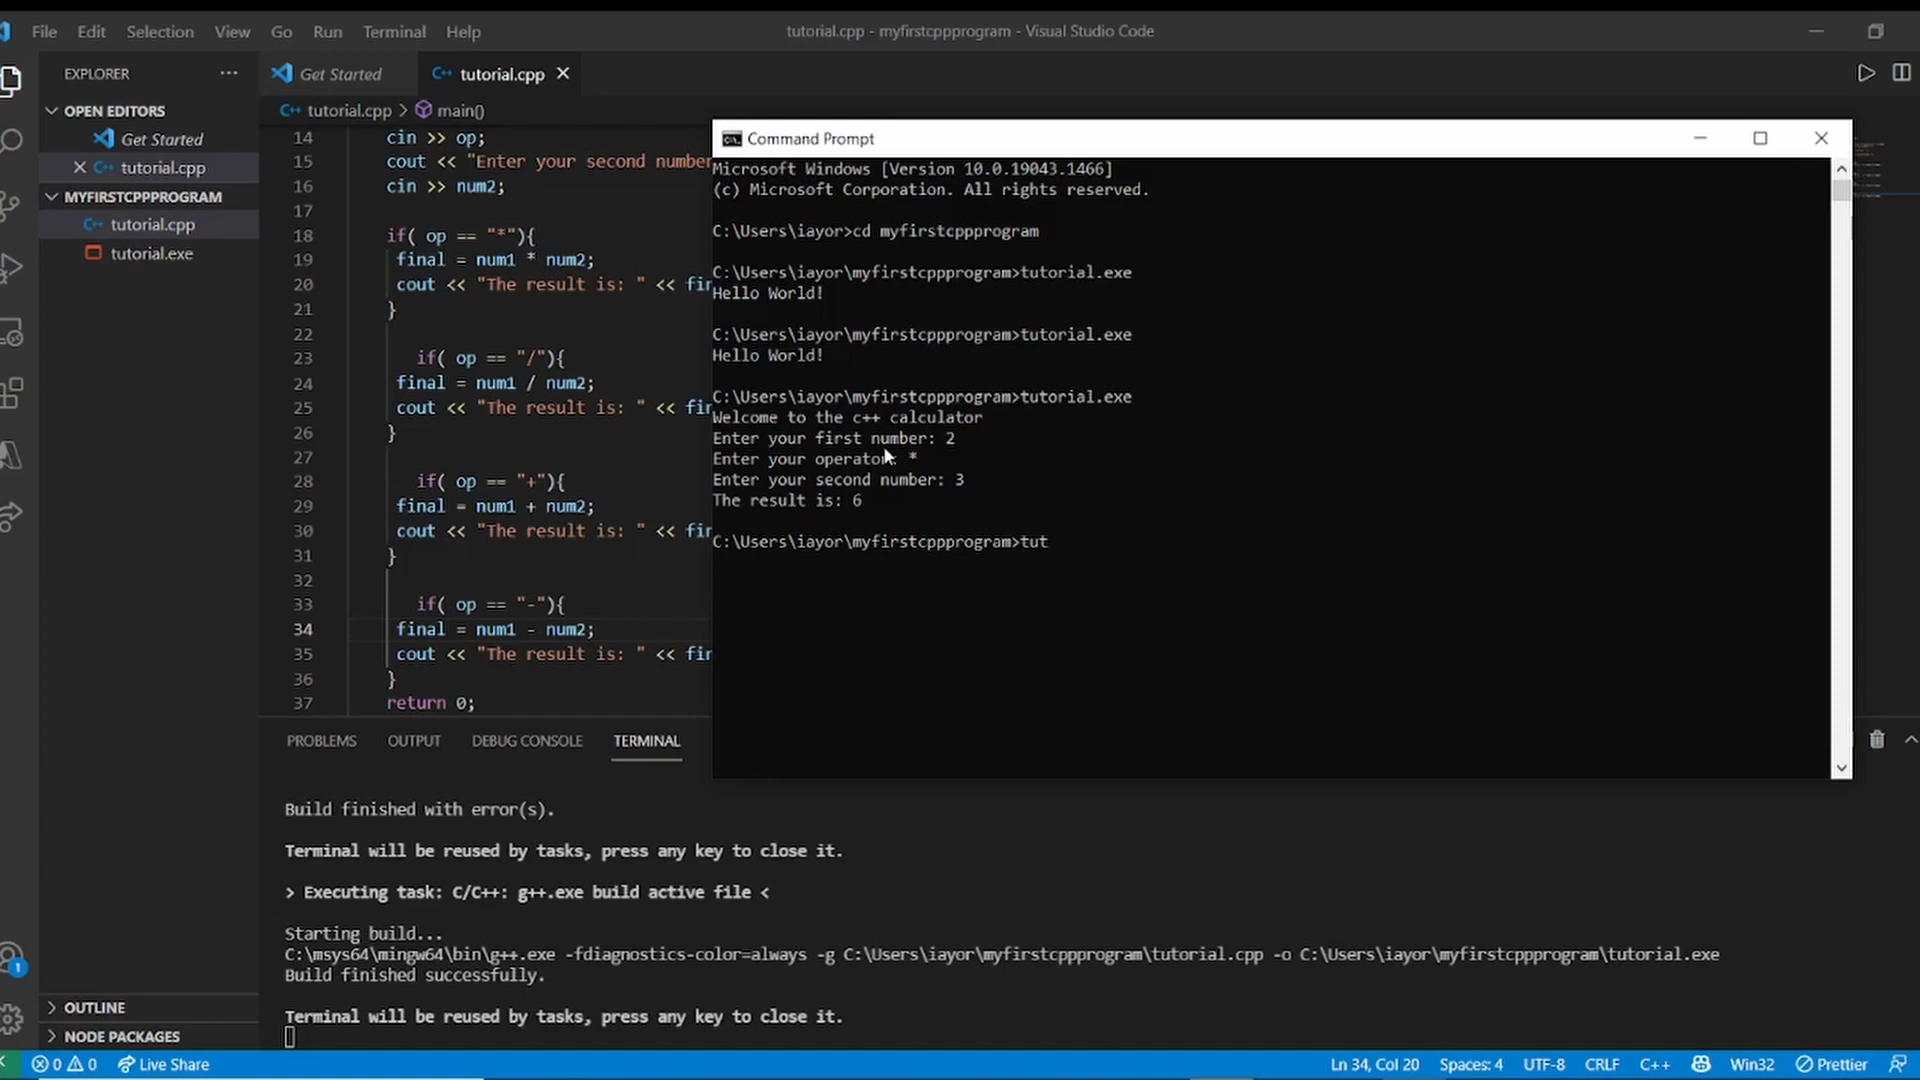 File Edit Selection View Go Run Terminal Help
tutorial.cpp - myfirstcppprogram - Visual Studio Code
EXPLORER
OPEN EDITORS
Get Started
tutorial.cpp
MYFIRSTCPPPROGRAM
tutorial.cpp
tutorial.exe
OUTLINE
NODE PACKAGES
Get Started
tutorial.cpp
tutorial.cpp > main()
14 cin >> op;
15 cout << "Enter your second number
16 cin >> num2;
17
18 if( op == "*"){
19 final = num1 * num2;
20 cout << "The result is: " << fin
21 }
22
23 if( op == "/"){
24 final = num1 / num2;
25 cout << "The result is: " << fin
26 }
27
28 if( op == "+"){
29 final = num1 + num2;
30 cout << "The result is: " << fin
31 }
32
33 if( op == "-"){
34 final = num1 - num2;
35 cout << "The result is: " << fin
36 }
37 return 0;
Command Prompt
Microsoft Windows [Version 10.0.19043.1466]
(c) Microsoft Corporation. All rights reserved.
C:\Users\iayor>cd myfirstcppprogram
C:\Users\iayor\myfirstcppprogram>tutorial.exe
Hello World!
C:\Users\iayor\myfirstcppprogram>tutorial.exe
Hello World!
C:\Users\iayor\myfirstcppprogram>tutorial.exe
Welcome to the c++ calculator
Enter your first number: 2
Enter your operator: *
Enter your second number: 3
The result is: 6
C:\Users\iayor\myfirstcppprogram>tut
PROBLEMS OUTPUT DEBUG CONSOLE TERMINAL
Build finished with error(s).
Terminal will be reused by tasks, press any key to close it.
> Executing task: C/C++: g++.exe build active file <
Starting build...
C:\msys64\mingw64\bin\g++.exe -fdiagnostics-color=always -g C:\Users\iayor\myfirstcppprogram\tutorial.cpp -o C:\Users\iayor\myfirstcppprogram\tutorial.exe
Build finished successfully.
Terminal will be reused by tasks, press any key to close it.
1
0 0 Live Share
Ln 34, Col 20 Spaces: 4 UTF-8 CRLF C++ Win32 Prettier